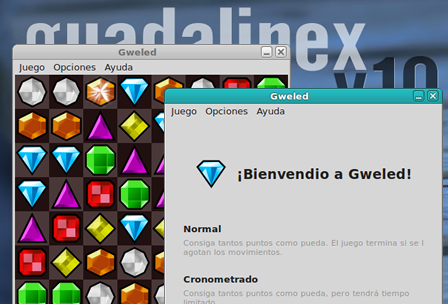 guadalinex
v10
Gweled
Juego Opciones Ayuda
Gweled
Juego Opciones Ayuda
¡Bienvendio a Gweled!
Normal
Consiga tantos puntos como pueda. El juego termina si se l
agotan los movimientos.
Cronometrado
Consiga tantos puntos como pueda, pero tendrá tiempo
limitado